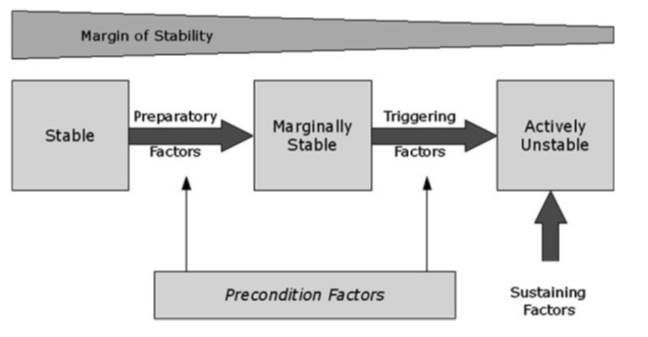 Margin of Stability
Stable
Preparatory
Factors
Marginally
Stable
Triggering
Factors
Actively
Unstable
Precondition Factors
Sustaining
Factors